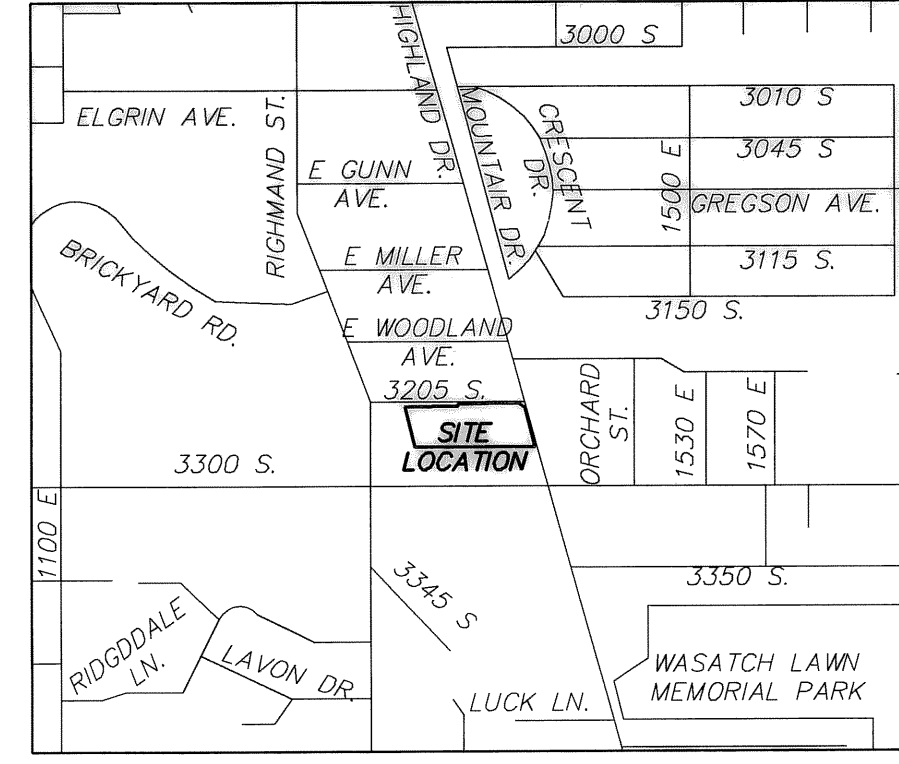 3000 S
HIGHLAND DR.
MOUNTAIR DR.
CRESCENT
DR.
3010 S
ELGRIN AVE.
RIGHMAND ST.
3045 S
1500 E
E GUNN
AVE.
GREGSON AVE.
E MILLER
AVE.
3115 S.
BRICKYARD RD.
3150 S.
E WOODLAND
AVE.
3205 S.
ORCHARD
ST.
1530 E
1570 E
SITE
LOCATION
3300 S.
1100 E
3345 S
3350 S.
RIDGDDALE
LN.
LAVON DR.
WASATCH LAWN
MEMORIAL PARK
LUCK LN.